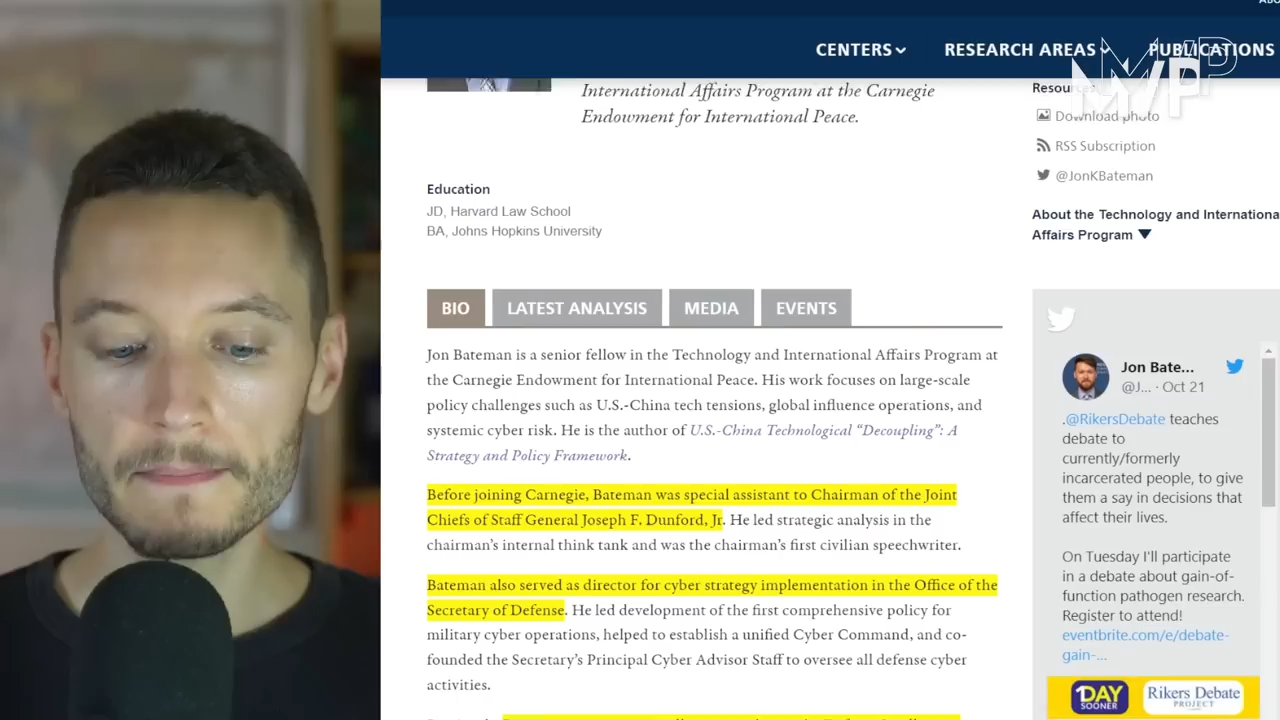 ABO
CENTERS
RESEARCH AREAS
PUBLICATIONS
MVP
International Affairs Program at the Carnegie
Endowment for International Peace.
Education
JD, Harvard Law School
BA, Johns Hopkins University
BIO
LATEST ANALYSIS
MEDIA
EVENTS
Jon Bateman is a senior fellow in the Technology and International Affairs Program at
the Carnegie Endowment for International Peace. His work focuses on large-scale
policy challenges such as U.S.-China tech tensions, global influence operations, and
systemic cyber risk. He is the author of U.S.-China Technological “Decoupling”: A
Strategy and Policy Framework.
Before joining Carnegie, Bateman was special assistant to Chairman of the Joint
Chiefs of Staff General Joseph F. Dunford, Jr. He led strategic analysis in the
chairman’s internal think tank and was the chairman’s first civilian speechwriter.
Bateman also served as director for cyber strategy implementation in the Office of the
Secretary of Defense. He led development of the first comprehensive policy for
military cyber operations, helped to establish a unified Cyber Command, and co-
founded the Secretary’s Principal Cyber Advisor Staff to oversee all defense cyber
activities.
Download photo
RSS Subscription
@JonKBateman
About the Technology and Internationa
Affairs Program
Jon Bate...
@J... · Oct 21
.@RikersDebate teaches
debate to
currently/formerly
incarcerated people, to give
them a say in decisions that
affect their lives.
On Tuesday I'll participate
in a debate about gain-of-
function pathogen research.
Register to attend!
eventbrite.com/e/debate-
gain-...
1DAY
SOONER
Rikers Debate
PROJECT